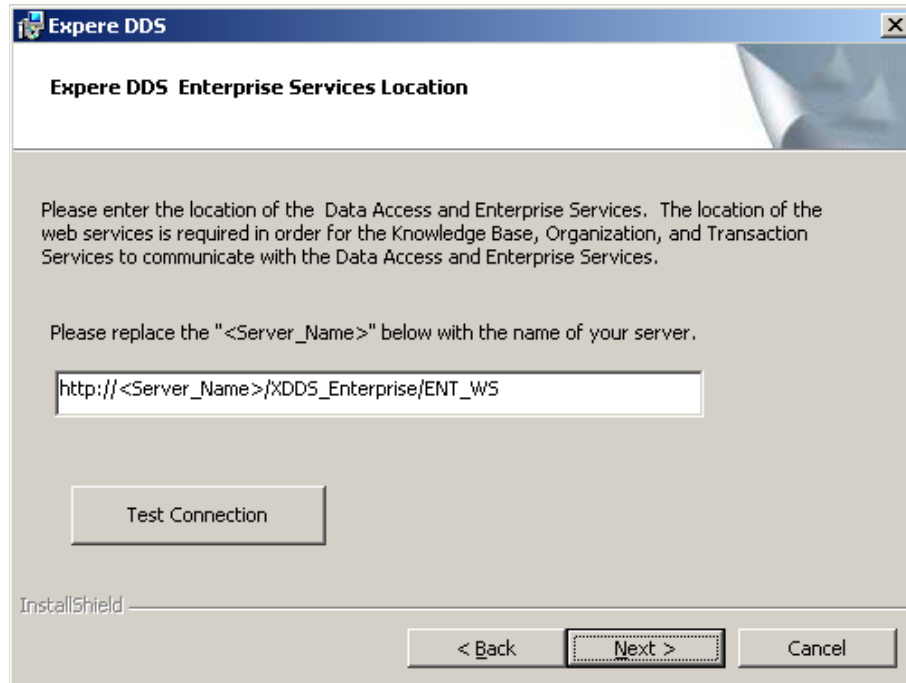 Expere DDS
Expere DDS  Enterprise Services Location
Please enter the location of the  Data Access and Enterprise Services.  The location of the
web services is required in order for the Knowledge Base, Organization, and Transaction
Services to communicate with the Data Access and Enterprise Services.
Please replace the "<Server_Name>" below with the name of your server.
http://<Server_Name>/XDDS_Enterprise/ENT_WS
Test Connection
InstallShield
< Back
Next >
Cancel